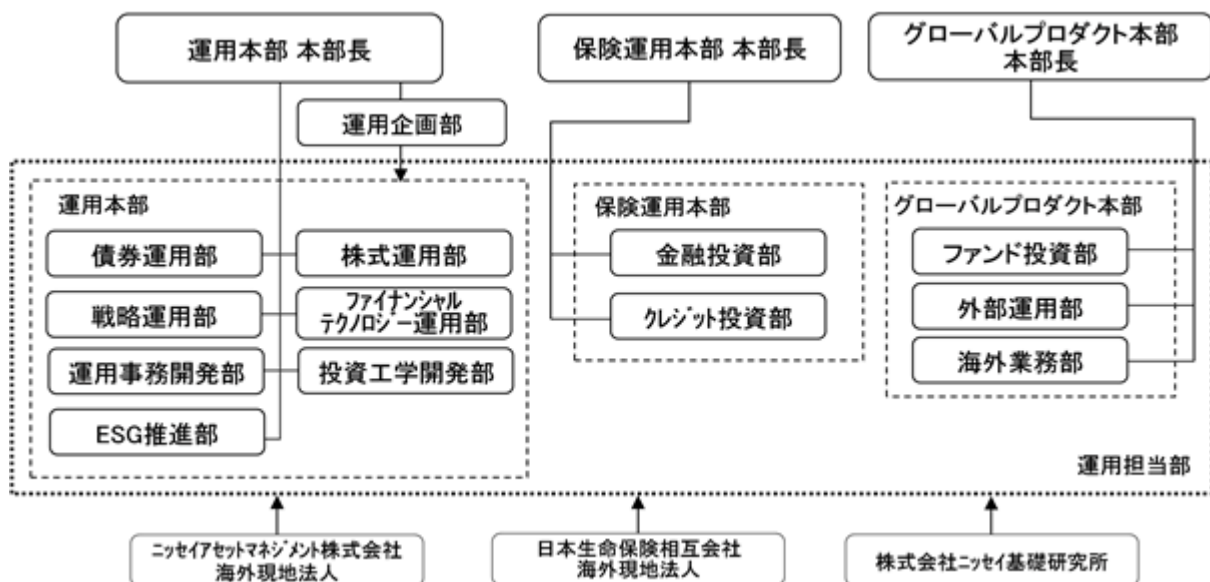 運用本部 本部長
保険運用本部 本部長
グローバルプロダクト本部
本部長
運用企画部
運用本部
債券運用部
株式運用部
戦略運用部
ファイナンシャル
テクノロジー運用部
運用事務開発部
投資工学開発部
ESG推進部
保険運用本部
金融投資部
クレジット投資部
グローバルプロダクト本部
ファンド投資部
外部運用部
海外業務部
運用担当部
ニッセイアセットマネジメント株式会社
海外現地法人
日本生命保険相互会社
海外現地法人
株式会社ニッセイ基礎研究所